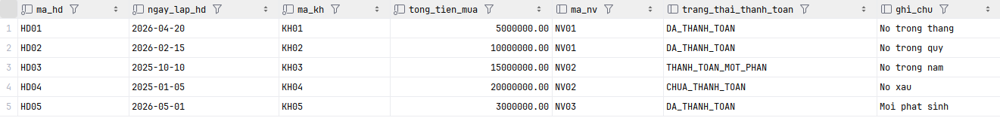 ma_hd ngay_lap_hd ma_kh tong_tien_mua ma_nv trang_thai_thanh_toan ghi_chu
1 HD01 2026-04-20 KH01 5000000.00 NV01 DA_THANH_TOAN No trong thang
2 HD02 2026-02-15 KH02 10000000.00 NV01 DA_THANH_TOAN No trong quy
3 HD03 2025-10-10 KH03 15000000.00 NV02 THANH_TOAN_MOT_PHAN No trong nam
4 HD04 2025-01-05 KH04 20000000.00 NV02 CHUA_THANH_TOAN No xau
5 HD05 2026-05-01 KH05 3000000.00 NV03 DA_THANH_TOAN Moi phat sinh